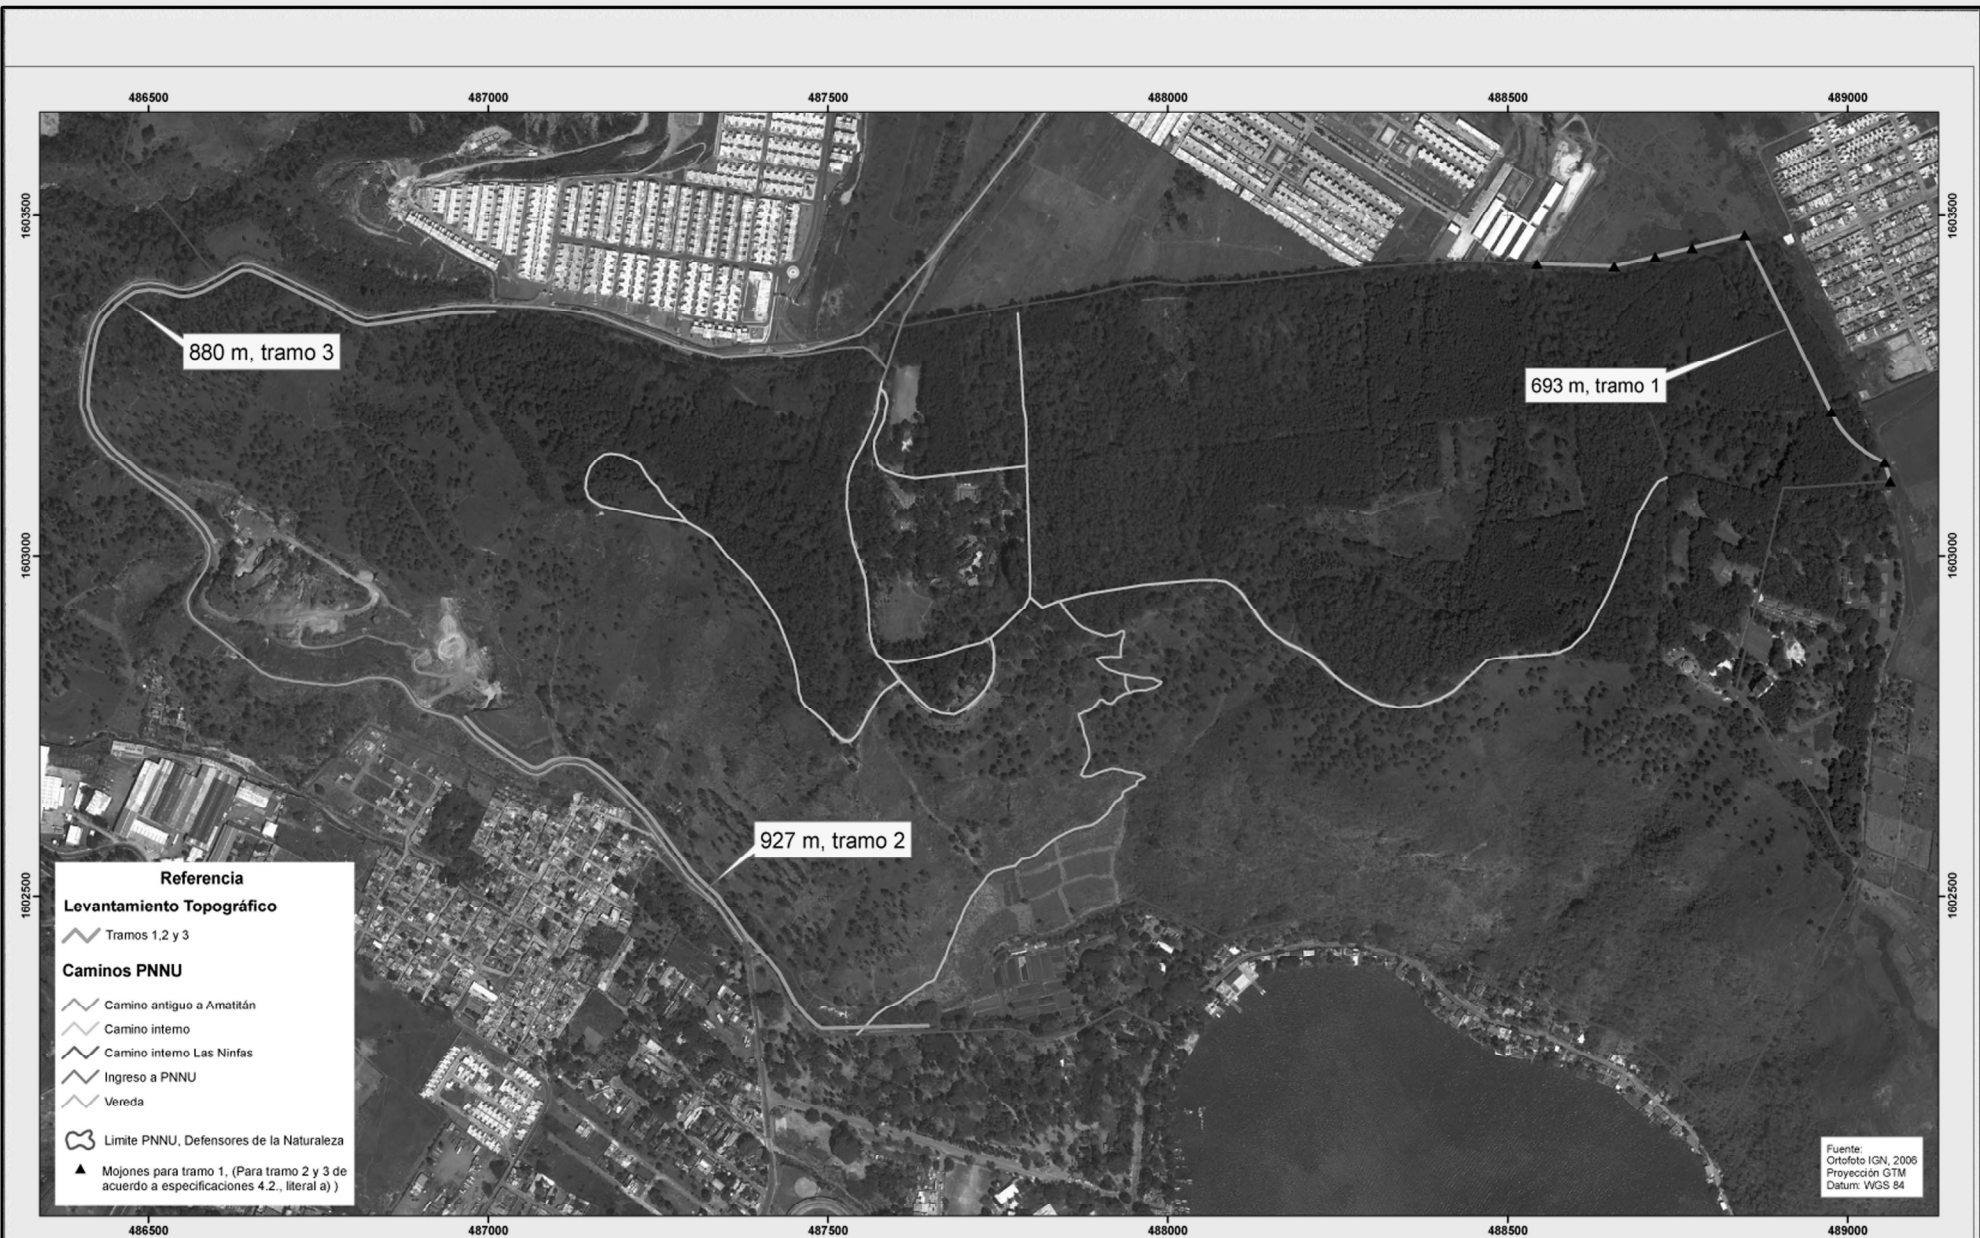 486500
487000
487500
488000
488500
489000
1603500
1603500
880 m, tramo 3
693 m, tramo 1
1603000
1603000
927 m, tramo 2
1602500
1602500
Referencia
Levantamiento Topográfico
Tramos 1,2 y 3
Caminos PNNU
Camino antiguo a Amatitán
Camino interno
Camino interno Las Ninfas
Ingreso a PNNU
Vereda
Limite PNNU, Defensores de la Naturaleza
Mojones para tramo 1, (Para tramo 2 y 3 de
acuerdo a especificaciones 4.2., literal a) )
Fuente:
Ortofoto IGN, 2006
Proyección GTM
Datum: WGS 84
486500
487000
487500
488000
488500
489000